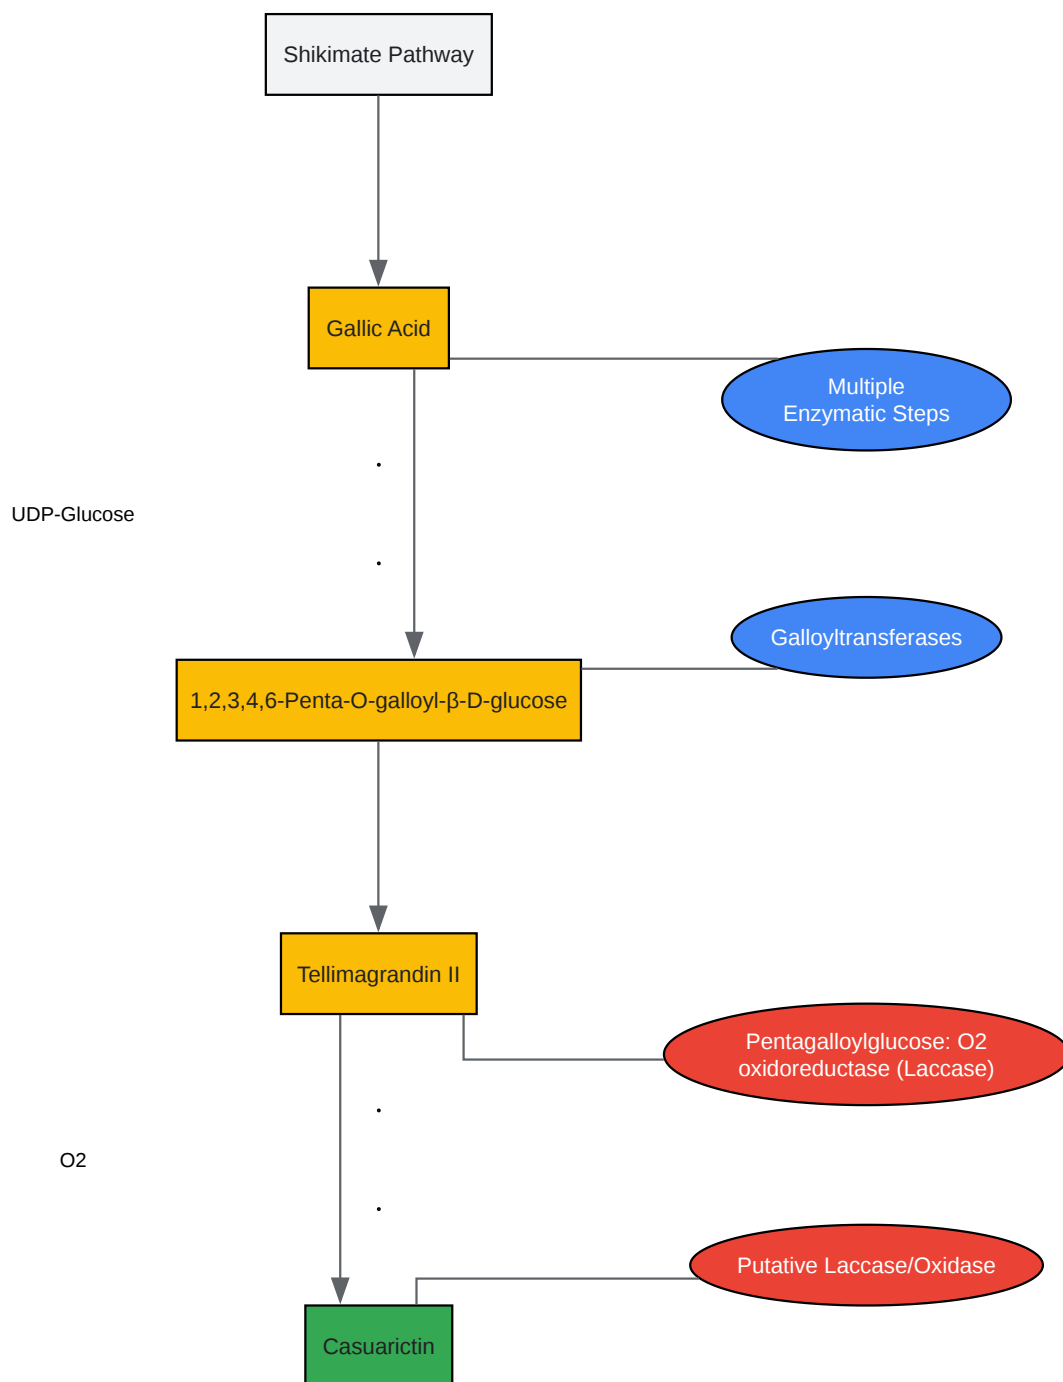 Shikimate Pathway
Gallic Acid
Multiple
Enzymatic Steps
UDP-Glucose
Galloyltransferases
1,2,3,4,6-Penta-O-galloyl-β-D-glucose
Tellimagrandin II
Pentagalloylglucose: O2
oxidoreductase (Laccase)
O2
Putative Laccase/Oxidase
Casuarictin